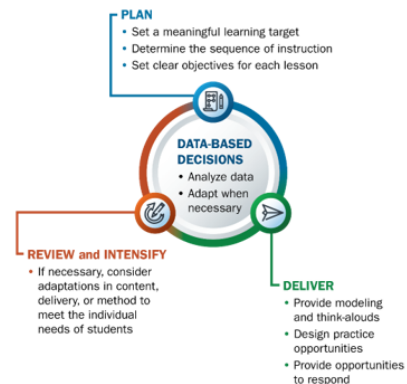 PLAN
• Set a meaningful learning target
• Determine the sequence of instruction
• Set clear objectives for each lesson
DATA-BASED
DECISIONS
• Analyze data
• Adapt when
necessary
REVIEW and INTENSIFY
• If necessary, consider
adaptations in content,
delivery, or method to
meet the individual
needs of students
DELIVER
• Provide modeling
and think-alouds
• Design practice
opportunities
• Provide opportunities
to respond